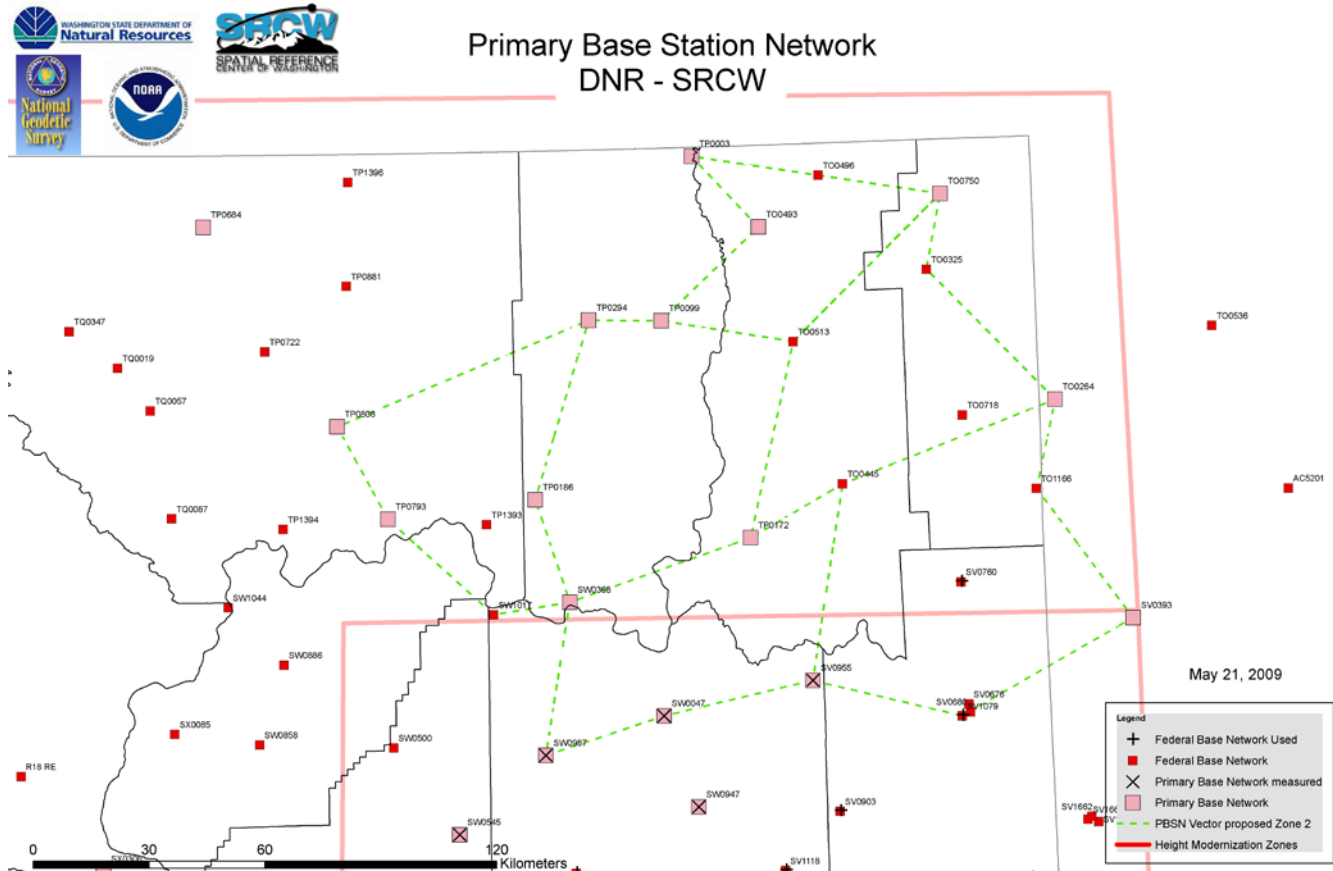 WASHINGTON STATE DEPARTMENT OF
Natural Resources
SRCW
SPATIAL REFERENCE
CENTER OF WASHINGTON
National
Geodetic
Survey
NOAA
Primary Base Station Network
DNR - SRCW
TP0003
TO0496
TP1396
TO0750
TP0684
TO0493
TO0325
TP0881
TP0294
TP0099
TO0536
TQ0347
TO0513
TP0722
TQ0019
TO0264
TQ0057
TO0718
TO0445
TP0186
TO1166
AC5201
TQ0087
TP0793
TP1393
TP1394
TP0172
SV0760
SW0368
SW1044
SV0393
SW0886
SV0955
May 21, 2009
SV0676
SW0047
SV1079
SX0085
SW0858
SW0500
R18 RE
SW0947
SV0903
SV1662
SW0545
SV1118
0 30 60 120
Kilometers
Legend
Federal Base Network Used
Federal Base Network
Primary Base Network measured
Primary Base Network
PBSN Vector proposed Zone 2
Height Modernization Zones